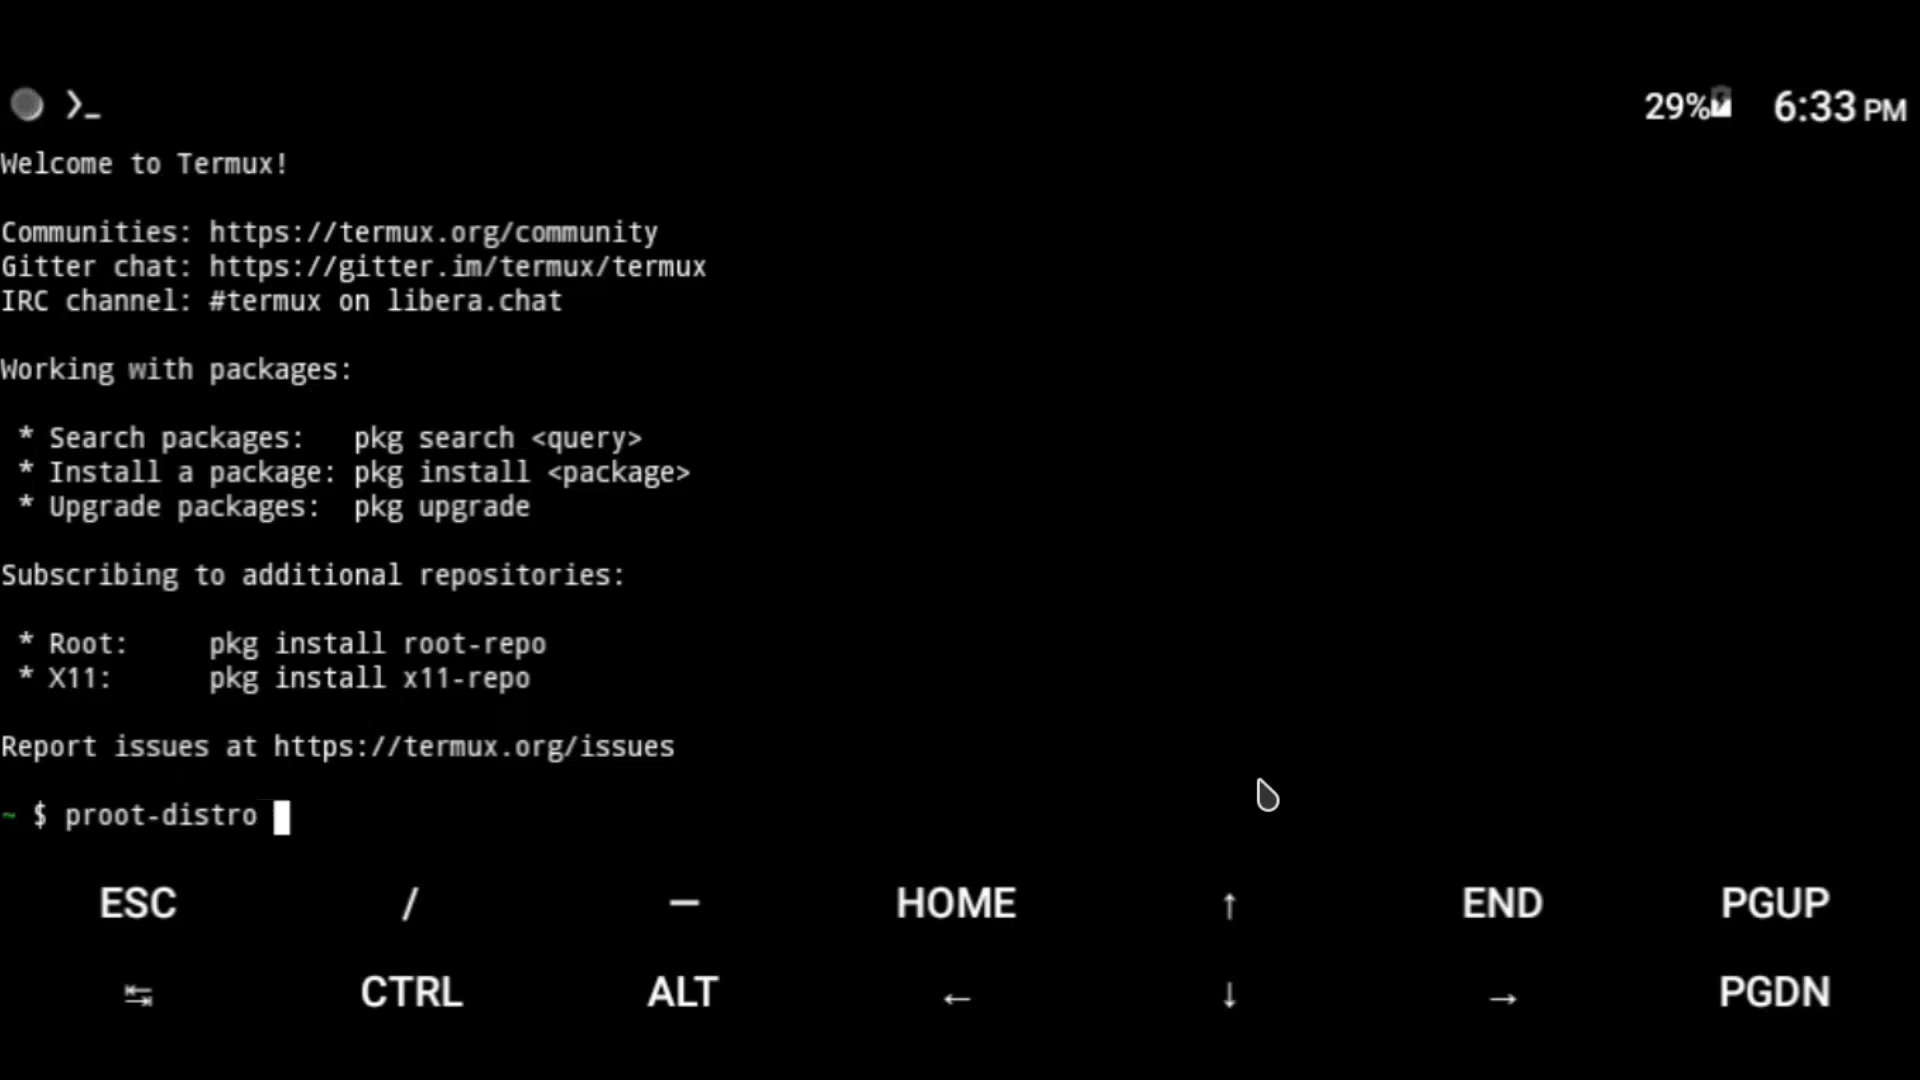 ❯_ 29% 6:33 PM
Welcome to Termux!
Communities: https://termux.org/community
Gitter chat: https://gitter.im/termux/termux
IRC channel: #termux on libera.chat
Working with packages:
* Search packages:   pkg search <query>
* Install a package: pkg install <package>
* Upgrade packages:  pkg upgrade
Subscribing to additional repositories:
* Root:     pkg install root-repo
* X11:      pkg install x11-repo
Report issues at https://termux.org/issues
~ $ proot-distro
ESC / — HOME ↑ END PGUP
↹ CTRL ALT ← ↓ → PGDN